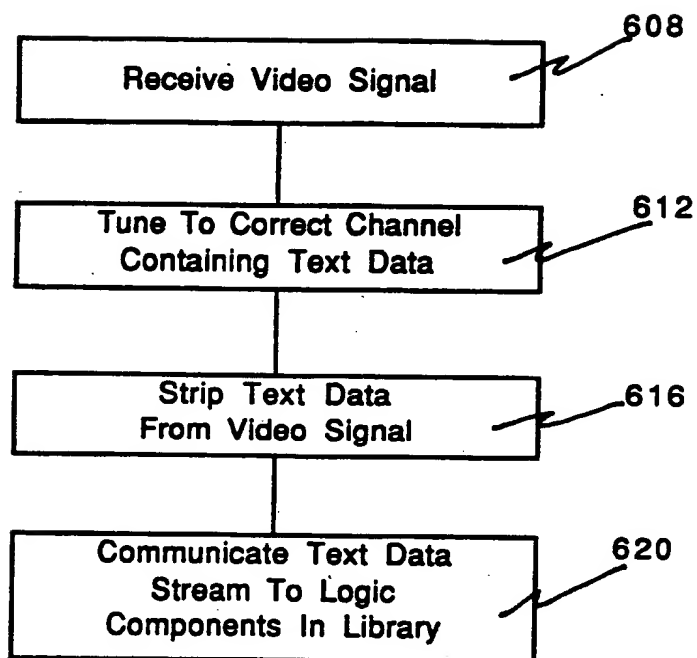 608
Receive Video Signal
612
Tune To Correct Channel
Containing Text Data
616
Strip Text Data
From Video Signal
620
Communicate Text Data
Stream To Logic
Components In Library